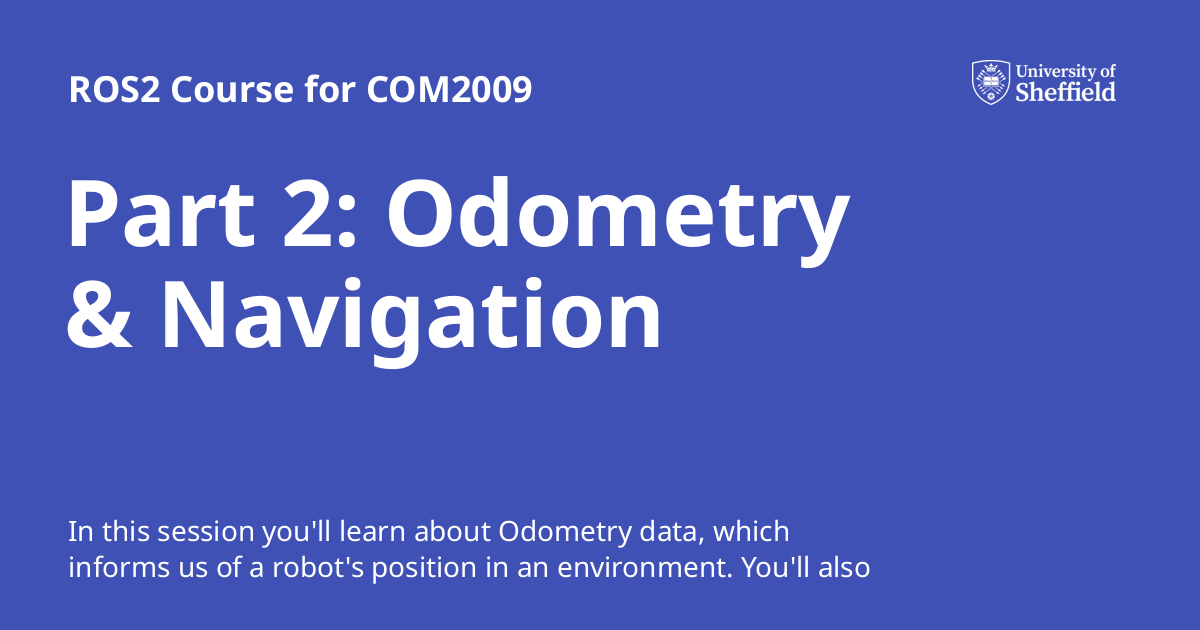 ROS2 Course for COM2009
University of
Sheffield
Part 2: Odometry
& Navigation
In this session you'll learn about Odometry data, which
informs us of a robot's position in an environment. You'll also